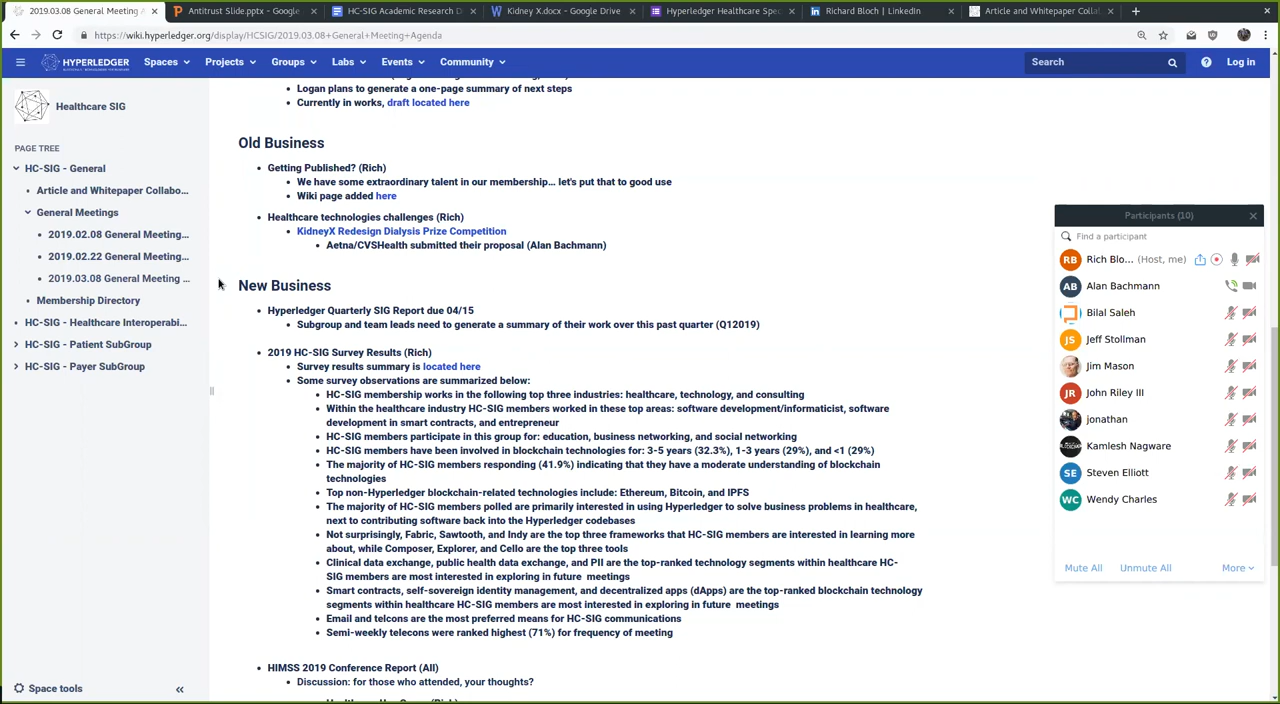 2019.03.08 General Meeting A
Antitrust Slide.pptx - Google
HC-SIG Academic Research D
Kidney X.docx - Google Drive
Hyperledger Healthcare Spec
Richard Bloch | LinkedIn
Article and Whitepaper Collab
https://wiki.hyperledger.org/display/HCSIG/2019.03.08+General+Meeting+Agenda
HYPERLEDGER
Spaces
Projects
Groups
Labs
Events
Community
Search
Log in
Healthcare SIG
PAGE TREE
HC-SIG - General
Article and Whitepaper Collabo...
General Meetings
2019.02.08 General Meeting...
2019.02.22 General Meeting...
2019.03.08 General Meeting ...
Membership Directory
HC-SIG - Healthcare Interoperabi...
HC-SIG - Patient SubGroup
HC-SIG - Payer SubGroup
Space tools
Logan plans to generate a one-page summary of next steps
Currently in works, draft located here
Old Business
Getting Published? (Rich)
We have some extraordinary talent in our membership... let's put that to good use
Wiki page added here
Healthcare technologies challenges (Rich)
KidneyX Redesign Dialysis Prize Competition
Aetna/CVSHealth submitted their proposal (Alan Bachmann)
New Business
Hyperledger Quarterly SIG Report due 04/15
Subgroup and team leads need to generate a summary of their work over this past quarter (Q12019)
2019 HC-SIG Survey Results (Rich)
Survey results summary is located here
Some survey observations are summarized below:
HC-SIG membership works in the following top three industries: healthcare, technology, and consulting
Within the healthcare industry HC-SIG members worked in these top areas: software development/informaticist, software
development in smart contracts, and entrepreneur
HC-SIG members participate in this group for: education, business networking, and social networking
HC-SIG members have been involved in blockchain technologies for: 3-5 years (32.3%), 1-3 years (29%), and <1 (29%)
The majority of HC-SIG members responding (41.9%) indicating that they have a moderate understanding of blockchain
technologies
Top non-Hyperledger blockchain-related technologies include: Ethereum, Bitcoin, and IPFS
The majority of HC-SIG members polled are primarily interested in using Hyperledger to solve business problems in healthcare,
next to contributing software back into the Hyperledger codebases
Not surprisingly, Fabric, Sawtooth, and Indy are the top three frameworks that HC-SIG members are interested in learning more
about, while Composer, Explorer, and Cello are the top three tools
Clinical data exchange, public health data exchange, and PII are the top-ranked technology segments within healthcare HC-
SIG members are most interested in exploring in future meetings
Smart contracts, self-sovereign identity management, and decentralized apps (dApps) are the top-ranked blockchain technology
segments within healthcare HC-SIG members are most interested in exploring in future meetings
Email and telcons are the most preferred means for HC-SIG communications
Semi-weekly telecons were ranked highest (71%) for frequency of meeting
HIMSS 2019 Conference Report (All)
Discussion: for those who attended, your thoughts?
Participants (10)
Find a participant
RB Rich Blo... (Host, me)
AB Alan Bachmann
Bilal Saleh
JS Jeff Stollman
Jim Mason
JR John Riley III
jonathan
Kamlesh Nagware
SE Steven Elliott
WC Wendy Charles
Mute All
Unmute All
More